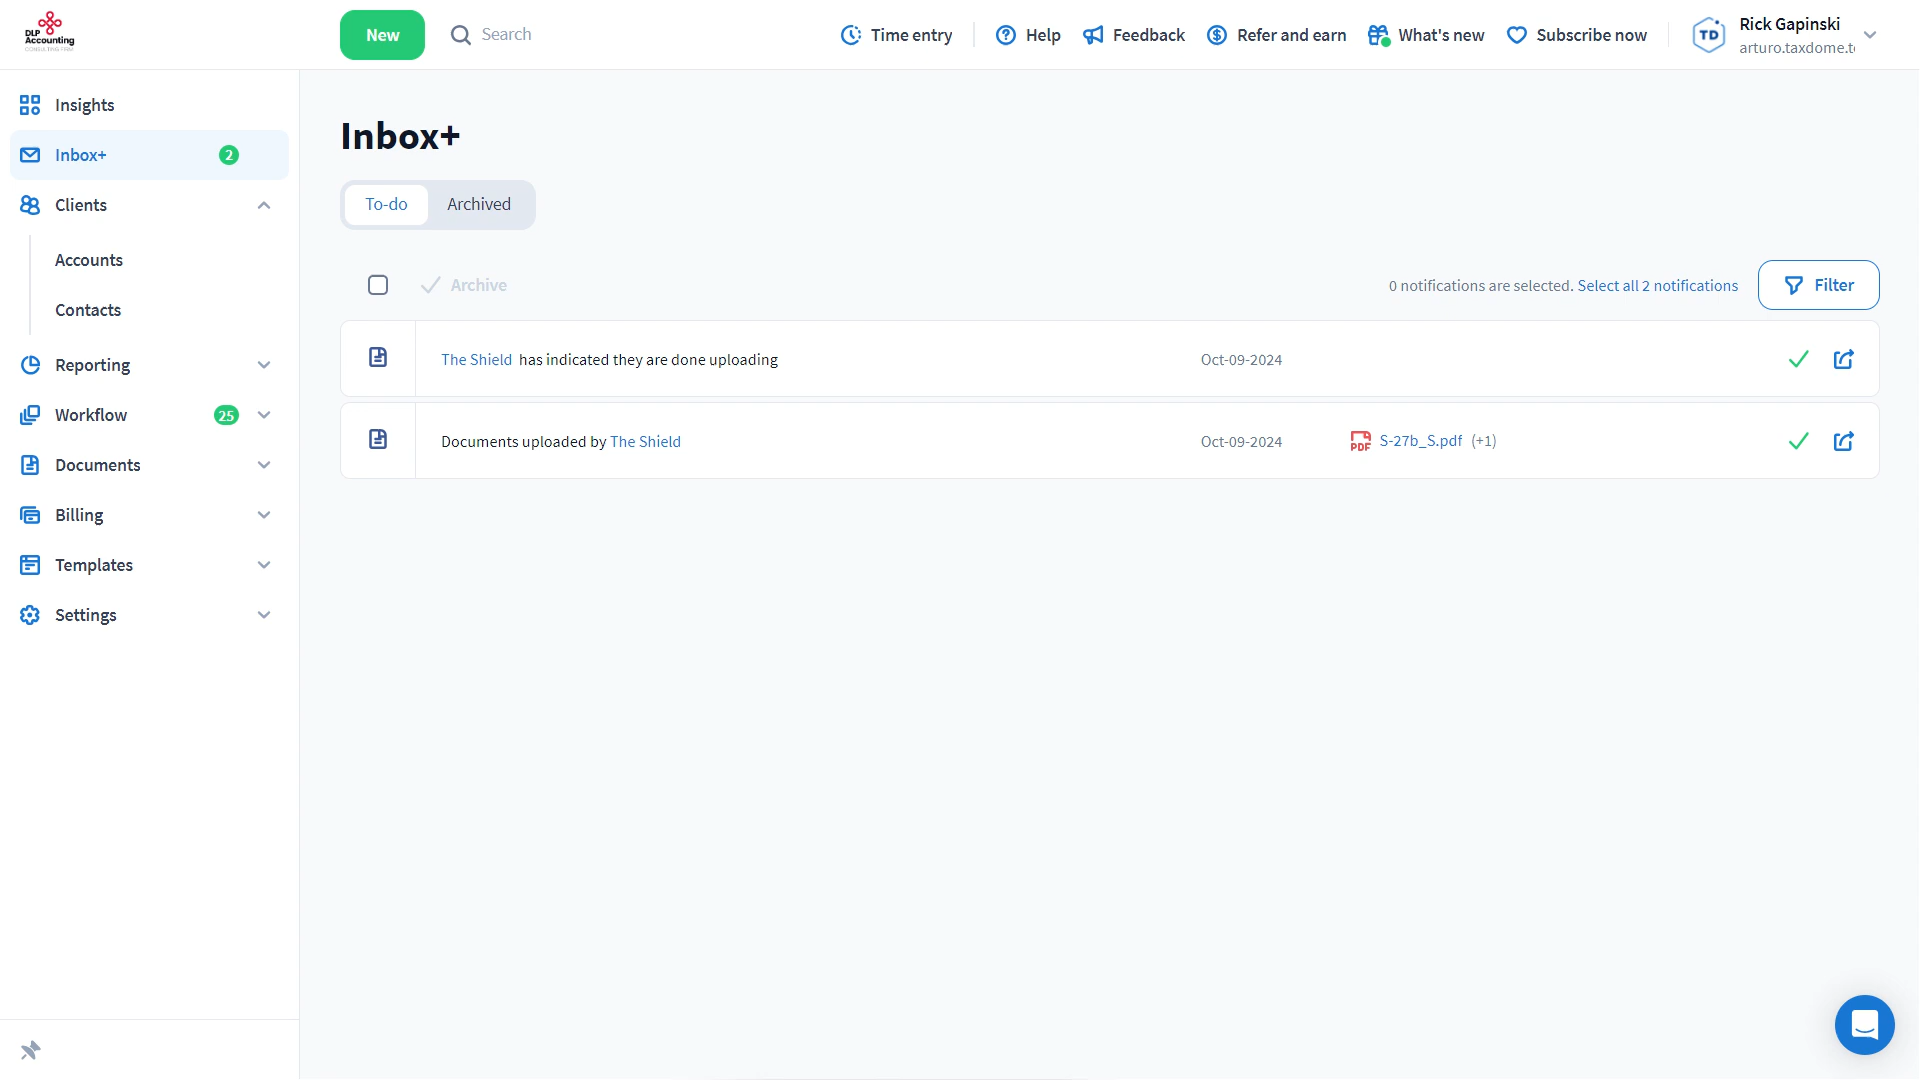 DLP
Accounting
CONSULTING FIRM
New
Search
Time entry
Help
Feedback
Refer and earn
What's new
Subscribe now
TD
Rick Gapinski
arturo.taxdome.t
Insights
Inbox+
2
Clients
Accounts
Contacts
Reporting
Workflow
25
Documents
Billing
Templates
Settings
Inbox+
To-do
Archived
Archive
0 notifications are selected. Select all 2 notifications
Filter
The Shield has indicated they are done uploading
Oct-09-2024
Documents uploaded by The Shield
Oct-09-2024
PDF
S-27b_S.pdf (+1)